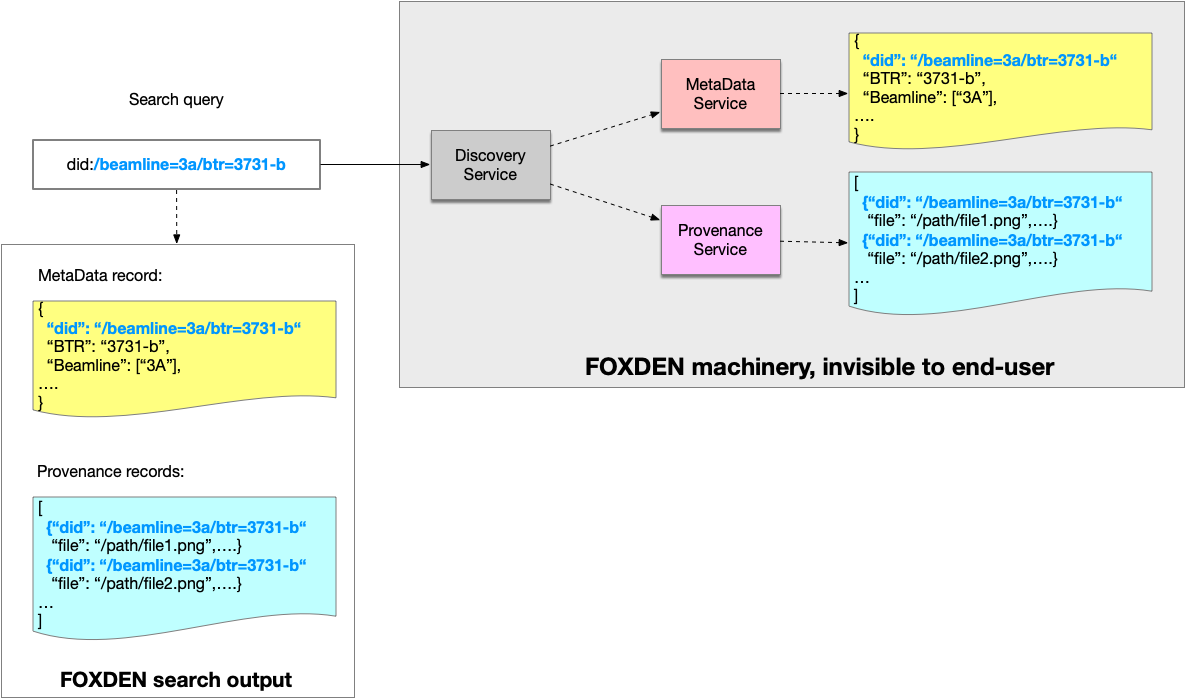 Search query
did:/beamline=3a/btr=3731-b
Discovery
Service
MetaData
Service
Provenance
Service
{
“did”: “/beamline=3a/btr=3731-b“
“BTR”: “3731-b”,
“Beamline”: [“3A”],
....
}
[
{“did”: “/beamline=3a/btr=3731-b“
“file”: “/path/file1.png”,....}
{“did”: “/beamline=3a/btr=3731-b“
“file”: “/path/file2.png”,....}
...
]
FOXDEN machinery, invisible to end-user
MetaData record:
{
“did”: “/beamline=3a/btr=3731-b“
“BTR”: “3731-b”,
“Beamline”: [“3A”],
....
}
Provenance records:
[
{“did”: “/beamline=3a/btr=3731-b“
“file”: “/path/file1.png”,....}
{“did”: “/beamline=3a/btr=3731-b“
“file”: “/path/file2.png”,....}
...
]
FOXDEN search output